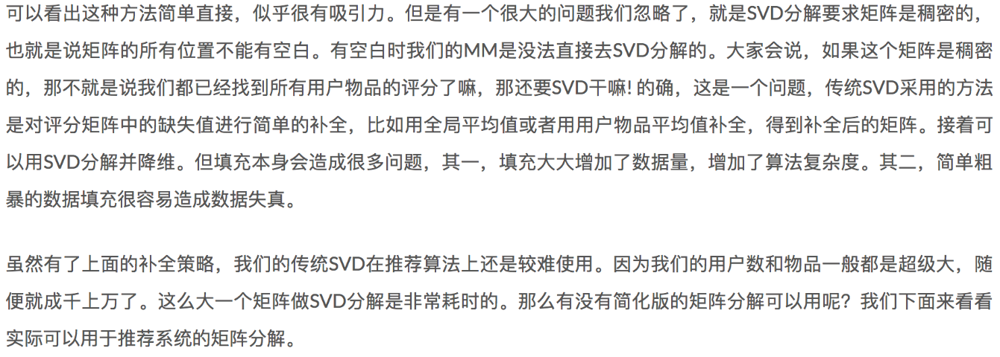 可以看出这种方法简单直接，似乎很有吸引力。但是有一个很大的问题我们忽略了，就是SVD分解要求矩阵是稠密的，
也就是说矩阵的所有位置不能有空白。有空白时我们的MM是没法直接去SVD分解的。大家会说，如果这个矩阵是稠密
的，那不就是说我们都已经找到所有用户物品的评分了嘛，那还要SVD干嘛! 的确，这是一个问题，传统SVD采用的方法
是对评分矩阵中的缺失值进行简单的补全，比如用全局平均值或者用用户物品平均值补全，得到补全后的矩阵。接着可
以用SVD分解并降维。但填充本身会造成很多问题，其一，填充大大增加了数据量，增加了算法复杂度。其二，简单粗
暴的数据填充很容易造成数据失真。
虽然有了上面的补全策略，我们的传统SVD在推荐算法上还是较难使用。因为我们的用户数和物品一般都是超级大，随
便就成千上万了。这么大一个矩阵做SVD分解是非常耗时的。那么有没有简化版的矩阵分解可以用呢？我们下面来看看
实际可以用于推荐系统的矩阵分解。